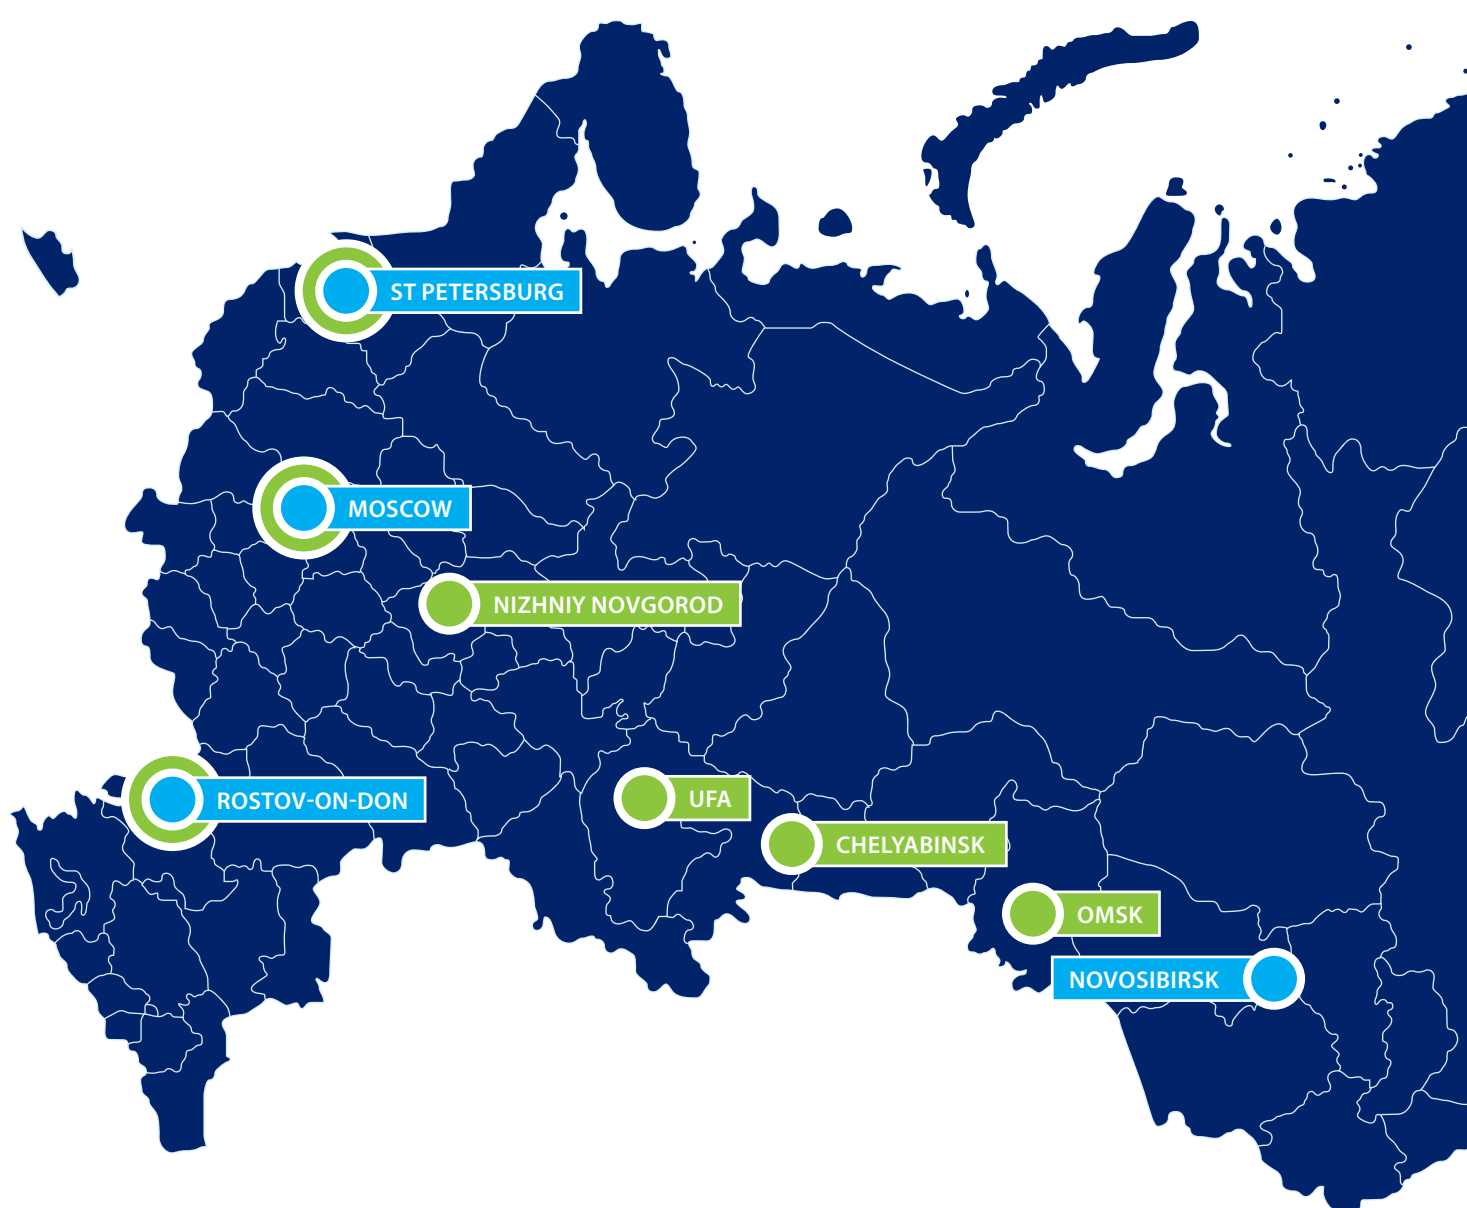 ST PETERSBURG
MOSCOW
NIZHNIY NOVGOROD
UFA
ROSTOV-ON-DON
CHELYABINSK
OMSK
NOVOSIBIRSK